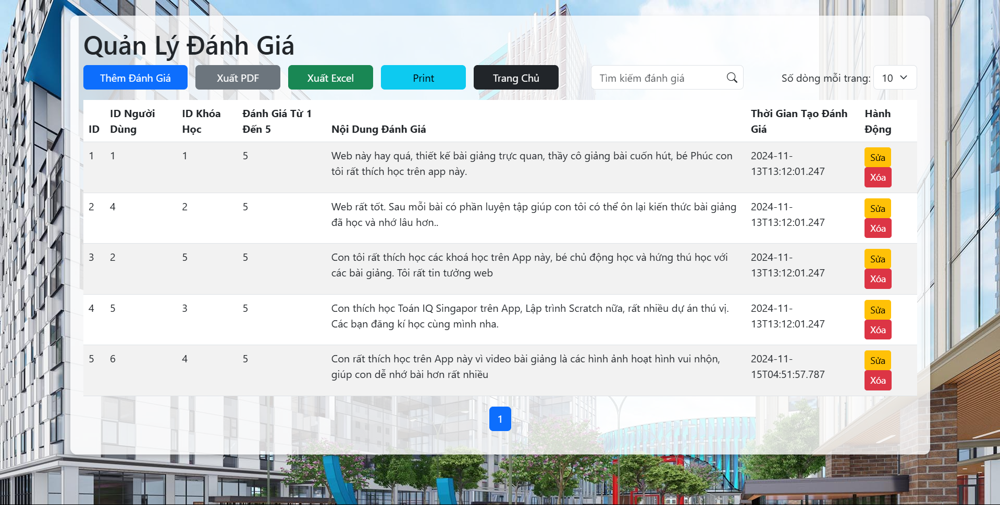 Quản Lý Đánh Giá
Thêm Đánh Giá Xuất PDF Xuất Excel Print Trang Chủ Tìm kiếm đánh giá Số dòng mỗi trang: 10
ID Người ID Khóa Đánh Giá Từ 1 Thời Gian Tạo Đánh Hành
ID Dùng Học Đến 5 Nội Dung Đánh Giá Giá Động
1 1 1 5 Web này hay quá, thiết kế bài giảng trực quan, thầy cô giảng bài cuốn hút, bé Phúc con 2024-11- Sửa
tôi rất thích học trên app này. 13T13:12:01.247 Xóa
2 4 2 5 Web rất tốt. Sau mỗi bài có phần luyện tập giúp con tôi có thể ôn lại kiến thức bài giảng 2024-11- Sửa
đã học và nhớ lâu hơn.. 13T13:12:01.247 Xóa
3 2 5 5 Con tôi rất thích học các khoá học trên App này, bé chủ động học và hứng thú học với 2024-11- Sửa
các bài giảng. Tôi rất tin tưởng web 13T13:12:01.247 Xóa
4 5 3 5 Con thích học Toán IQ Singapor trên App, Lập trình Scratch nữa, rất nhiều dự án thú vị. 2024-11- Sửa
Các bạn đăng kí học cùng mình nha. 13T13:12:01.247 Xóa
5 6 4 5 Con rất thích học trên App này vì video bài giảng là các hình ảnh hoạt hình vui nhộn, 2024-11- Sửa
giúp con dễ nhớ bài hơn rất nhiều 15T04:51:57.787 Xóa
1